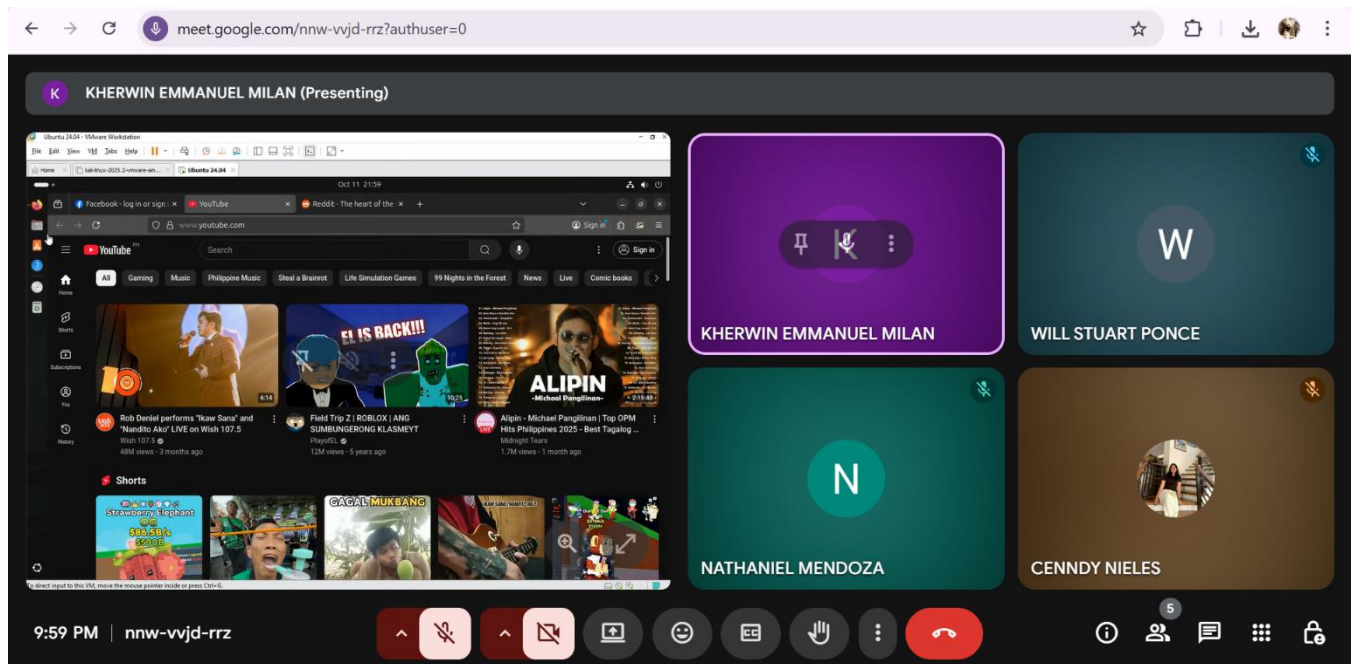 meet.google.com/nnw-vvjd-rrz?authuser=0
K
KHERWIN EMMANUEL MILAN (Presenting)
Ubuntu 24.04 - VMware Workstation
File Edit View VM Tabs Help
Home
kali-linux-2025.2-vmware-am...
Ubuntu 24.04
Oct 11 21:59
Facebook - log in or sign u
YouTube
Reddit - The heart of the
www.youtube.com
Sign in
YouTube PH
Search
Sign in
All
Gaming
Music
Philippine Music
Steal a Brainrot
Life Simulation Games
99 Nights in the Forest
News
Live
Comic books
Home
Shorts
Subscriptions
You
History
6:14
EL IS BACK!!!
10:25
ALIPIN
-Michael Pangilinan-
2:15:48
Rob Deniel performs "Ikaw Sana" and
"Nandito Ako" LIVE on Wish 107.5
Wish 107.5
48M views · 3 months ago
Field Trip Z | ROBLOX | ANG
SUMBUNGERONG KLASMEYT
PlayofEL
12M views · 5 years ago
Alipin - Michael Pangilinan | Top OPM
Hits Philippines 2025 - Best Tagalog ...
Midnight Tears
1.7M views · 1 month ago
Shorts
Strawberry Elephant
$86.5B/s
$500B
GAGAL MUKBANG
To direct input to this VM, move the mouse pointer inside or press Ctrl+G.
K
KHERWIN EMMANUEL MILAN
W
WILL STUART PONCE
N
NATHANIEL MENDOZA
CENNDY NIELES
9:59 PM | nnw-vvjd-rrz
5